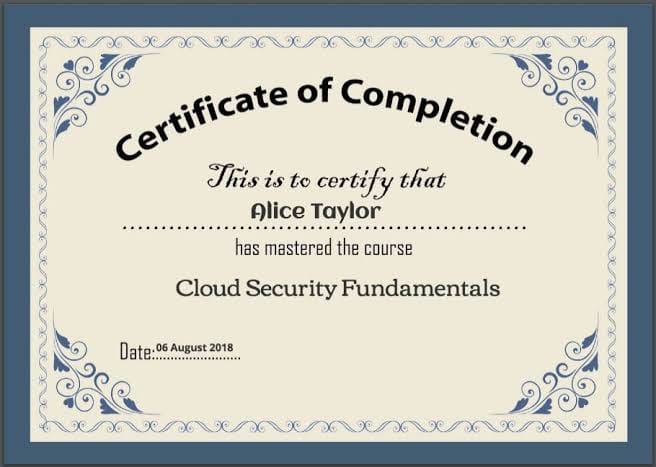 Certificate of Completion
This is to certify that
Alice Taylor
has mastered the course
Cloud Security Fundamentals
Date: 06 August 2018